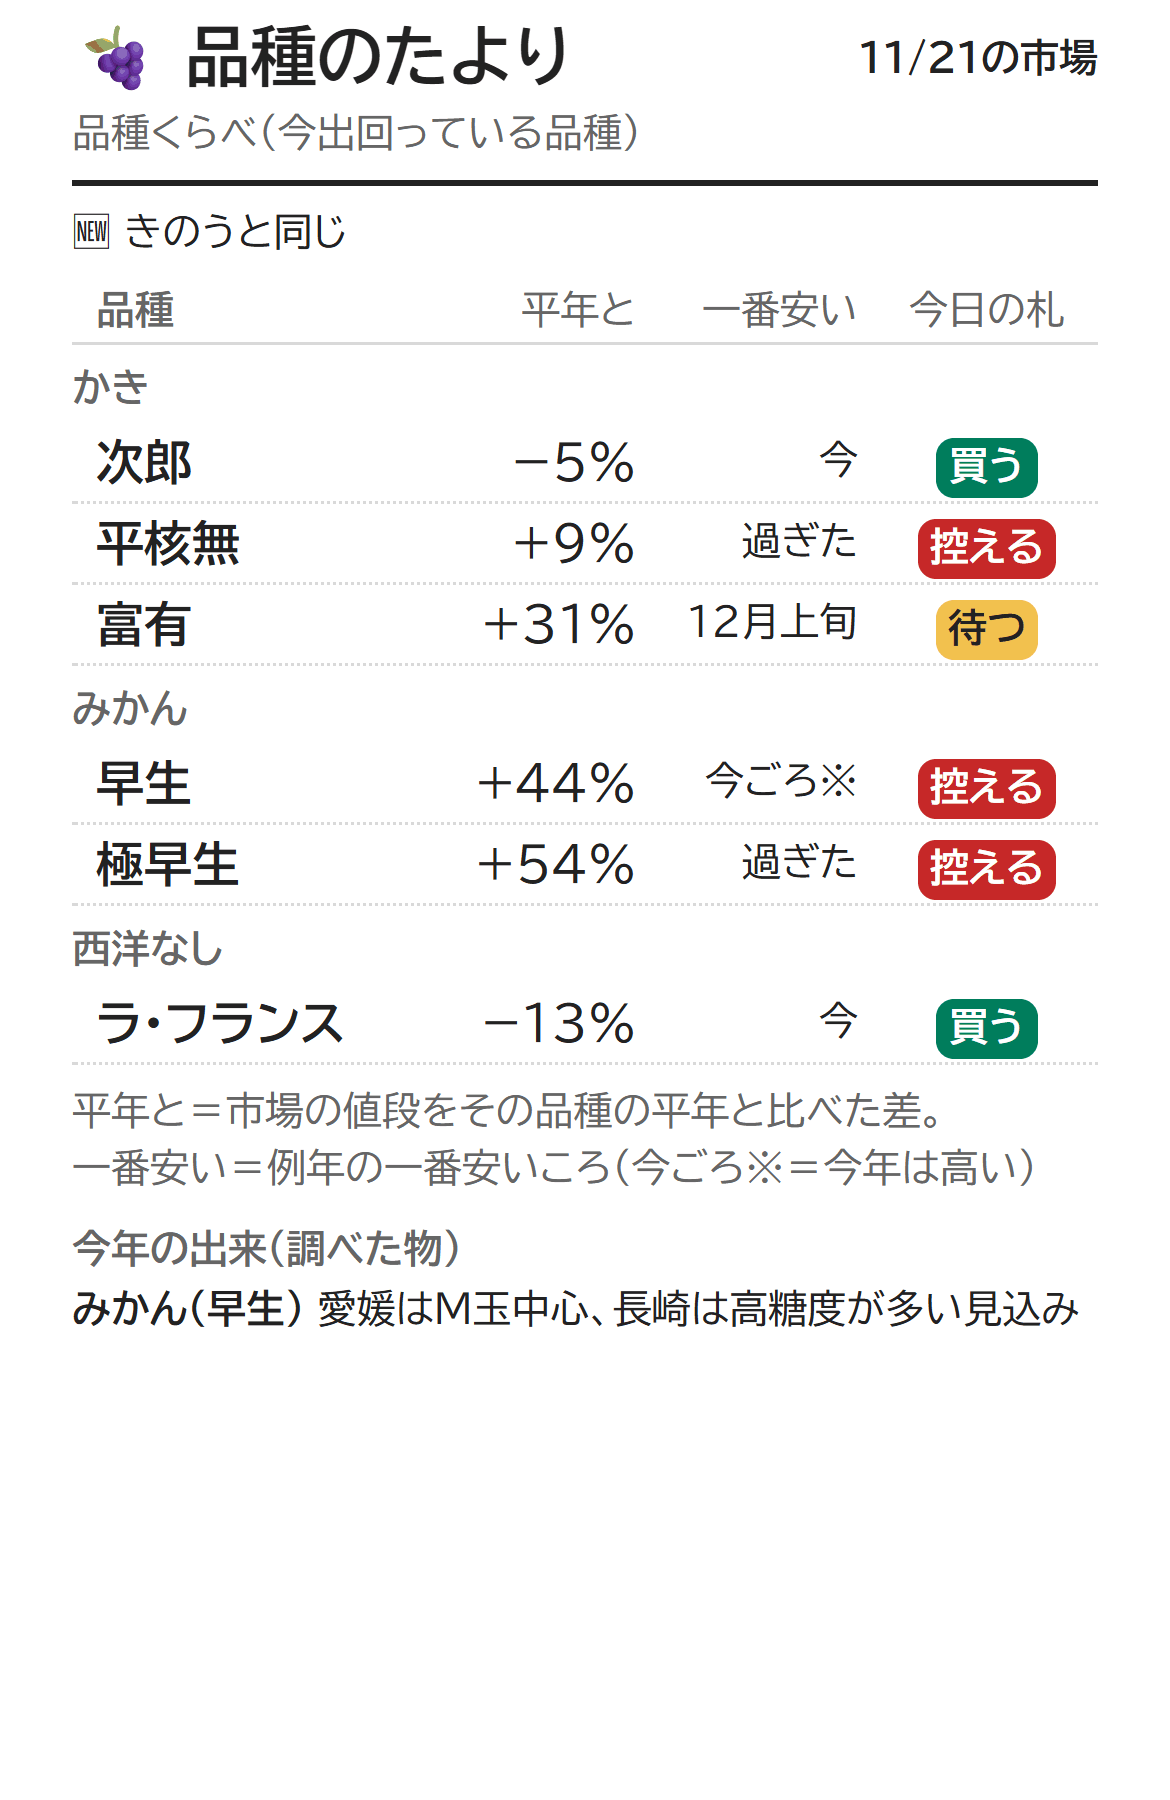 品種のたより 11/21の市場
品種くらべ(今出回っている品種)
NEW きのうと同じ
品種 平年と 一番安い 今日の札
かき
次郎 −5% 今 買う
平核無 +9% 過ぎた 控える
富有 +31% 12月上旬 待つ
みかん
早生 +44% 今ごろ※ 控える
極早生 +54% 過ぎた 控える
西洋なし
ラ・フランス −13% 今 買う
平年と=市場の値段をその品種の平年と比べた差。
一番安い=例年の一番安いころ(今ごろ※=今年は高い)
今年の出来(調べた物)
みかん(早生) 愛媛はM玉中心、長崎は高糖度が多い見込み